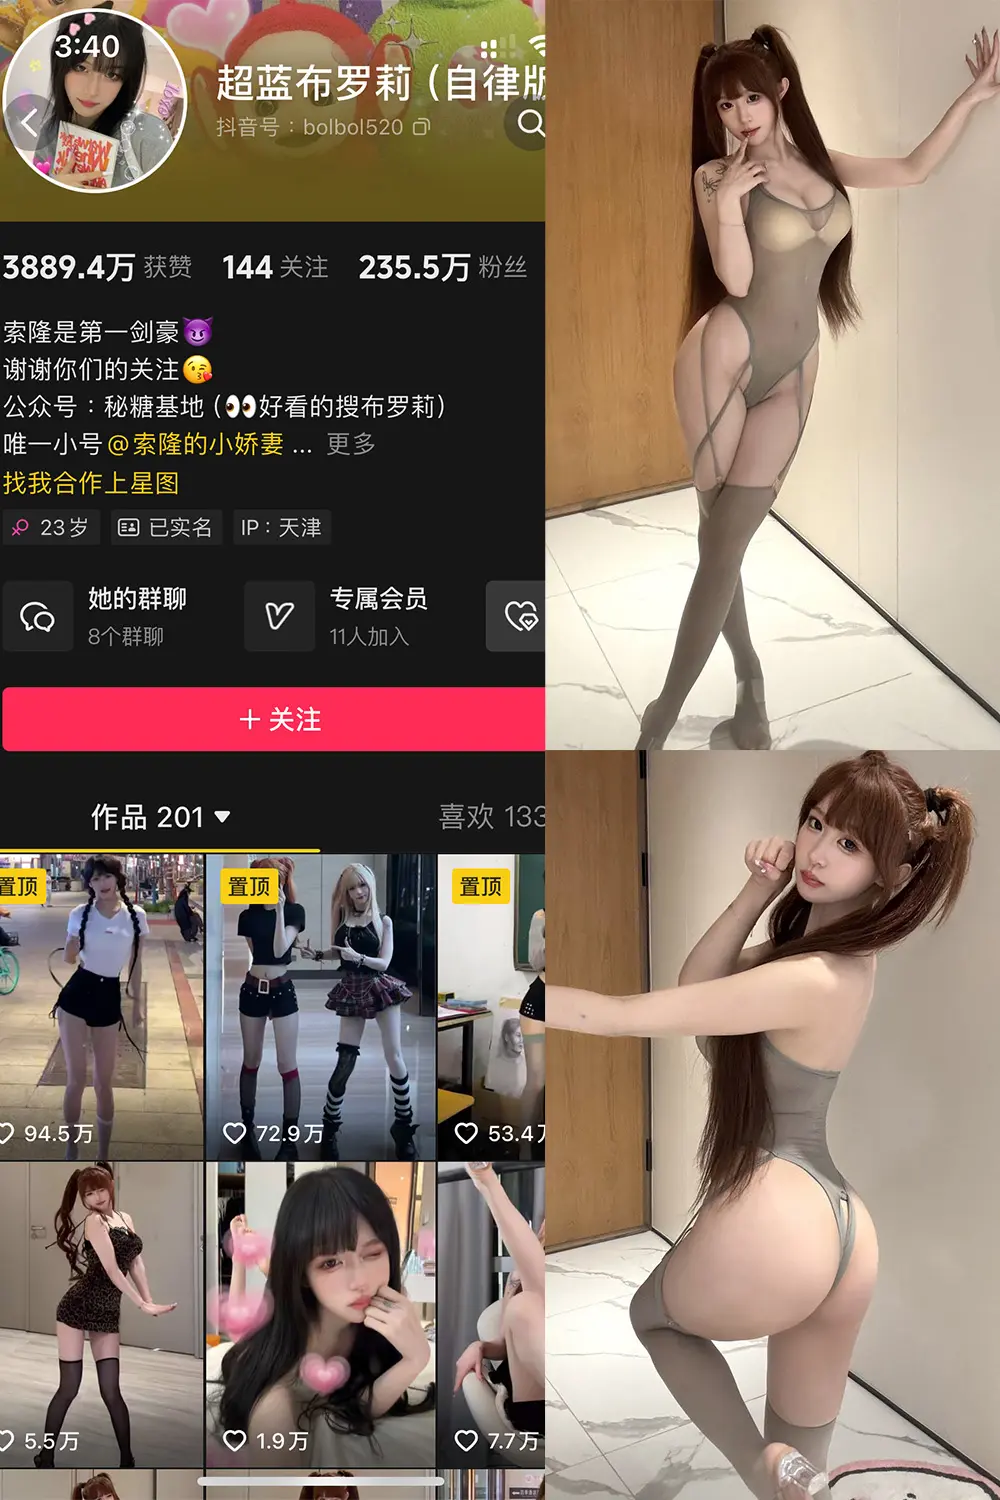 3:40
超蓝布罗莉（自律版
抖音号：bolbol520
3889.4万 获赞 144 关注 235.5万 粉丝
索隆是第一剑豪😈
谢谢你们的关注😘
公众号：秘糖基地（👀好看的搜布罗莉）
唯一小号@索隆的小娇妻 ... 更多
找我合作上星图
23岁 已实名 IP：天津
她的群聊 专属会员
8个群聊 11人加入
+ 关注
作品 201 ▼ 喜欢 133
置顶 置顶 置顶
94.5万 72.9万 53.4万
5.5万 1.9万 7.7万